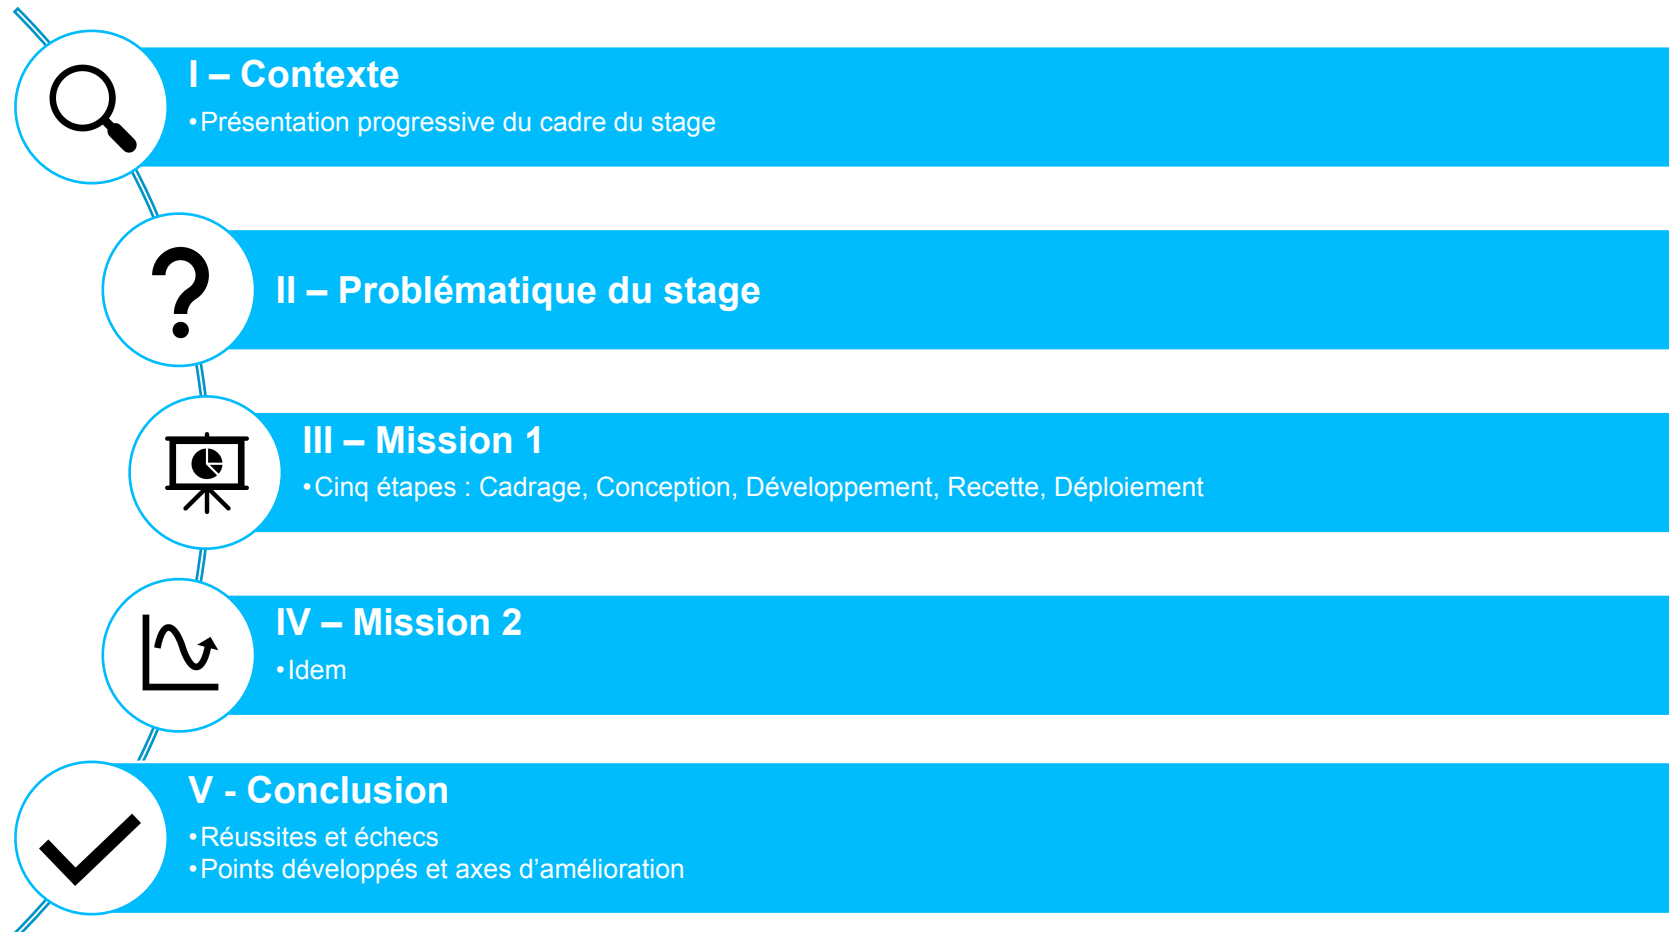 I – Contexte
•Présentation progressive du cadre du stage
II – Problématique du stage
III – Mission 1
•Cinq étapes : Cadrage, Conception, Développement, Recette, Déploiement
IV – Mission 2
•Idem
V - Conclusion
•Réussites et échecs
•Points développés et axes d’amélioration